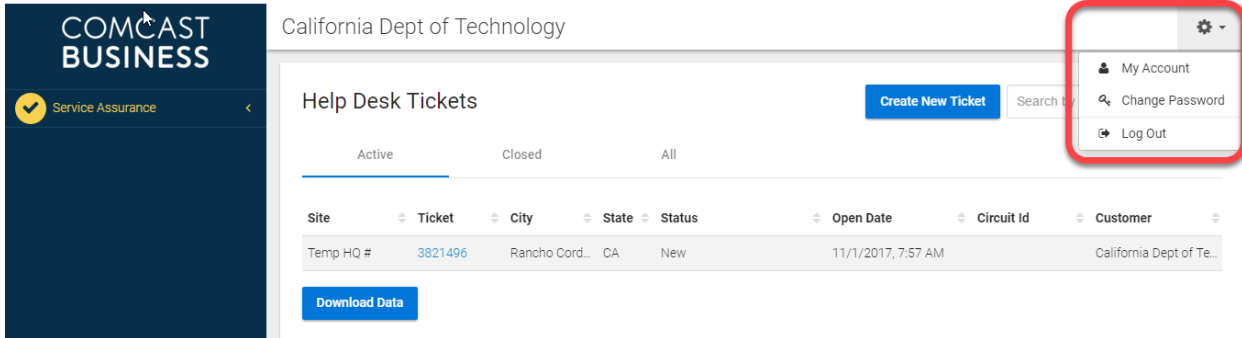 COMCAST
BUSINESS
Service Assurance
California Dept of Technology
My Account
Change Password
Log Out
Help Desk Tickets
Create New Ticket
Search
Active Closed All
Site Ticket City State Status Open Date Circuit Id Customer
Temp HQ # 3821496 Rancho Cord... CA New 11/1/2017, 7:57 AM California Dept of Te...
Download Data